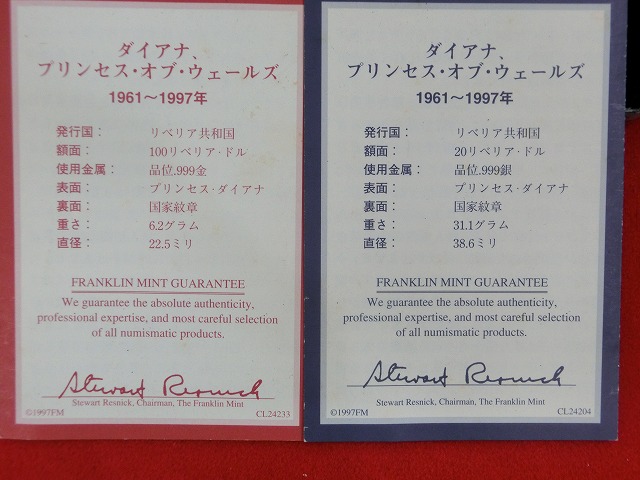 ダイアナ、
プリンセス・オブ・ウェールズ
1961〜1997年
発行国： リベリア共和国
額面： 100リベリア・ドル
使用金属： 品位.999金
表面： プリンセス・ダイアナ
裏面： 国家紋章
重さ： 6.2グラム
直径： 22.5ミリ
FRANKLIN MINT GUARANTEE
We guarantee the absolute authenticity,
professional expertise, and most careful selection
of all numismatic products.
Stewart Resnick
Stewart Resnick, Chairman, The Franklin Mint
©1997FM CL24233
ダイアナ、
プリンセス・オブ・ウェールズ
1961〜1997年
発行国： リベリア共和国
額面： 20リベリア・ドル
使用金属： 品位.999銀
表面： プリンセス・ダイアナ
裏面： 国家紋章
重さ： 31.1グラム
直径： 38.6ミリ
FRANKLIN MINT GUARANTEE
We guarantee the absolute authenticity,
professional expertise, and most careful selection
of all numismatic products.
Stewart Resnick
Stewart Resnick, Chairman, The Franklin Mint
©1997FM CL24204